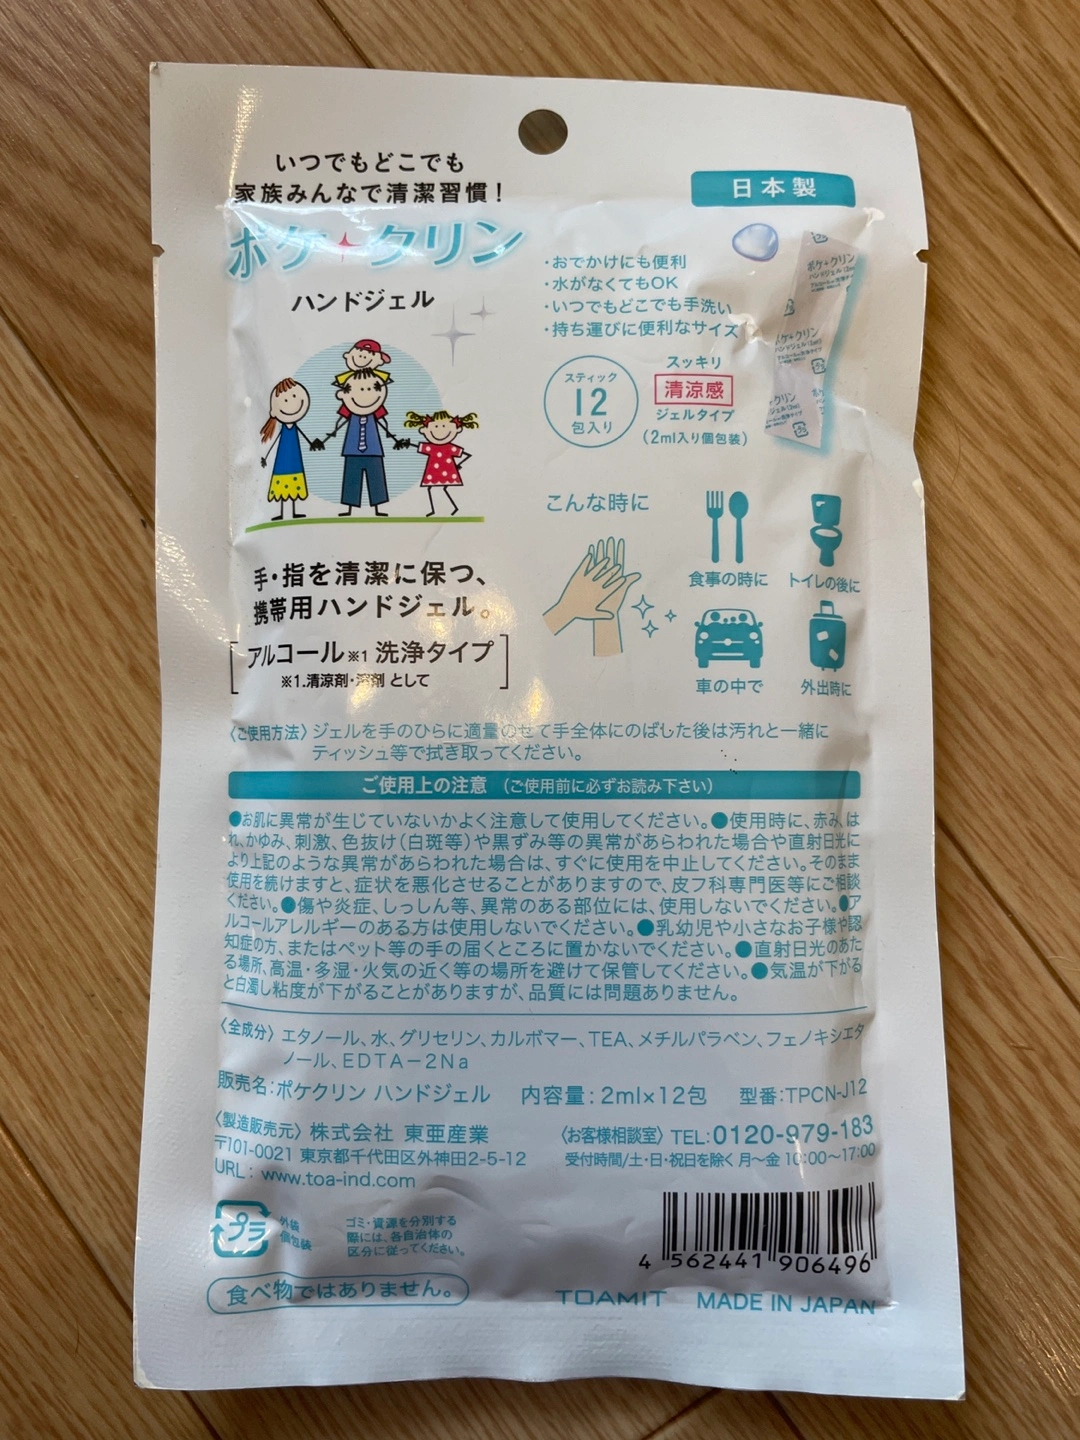 いつでもどこでも
家族みんなで清潔習慣！
ポケ クリン
ハンドジェル
日本製
・おでかけにも便利
・水がなくてもOK
・いつでもどこでも手洗い
・持ち運びに便利なサイズ
スティック
12
包入り
スッキリ
清涼感
ジェルタイプ
(2ml入り個包装)
こんな時に
食事の時に
トイレの後に
車の中で
外出時に
手・指を清潔に保つ、
携帯用ハンドジェル。
アルコール※1 洗浄タイプ
※1.清涼剤・溶剤 として
〈ご使用方法〉ジェルを手のひらに適量のせて手全体にのばした後は汚れと一緒に
ティッシュ等で拭き取ってください。
ご使用上の注意 (ご使用前に必ずお読み下さい)
●お肌に異常が生じていないかよく注意して使用してください。●使用時に、赤み、は
れ、かゆみ、刺激、色抜け(白斑等)や黒ずみ等の異常があらわれた場合や直射日光に
より上記のような異常があらわれた場合は、すぐに使用を中止してください。そのまま
使用を続けますと、症状を悪化させることがありますので、皮フ科専門医等にご相談
ください。●傷や炎症、しっしん等、異常のある部位には、使用しないでください。●ア
ルコールアレルギーのある方は使用しないでください。●乳幼児や小さなお子様や認
知症の方、またはペット等の手の届くところに置かないでください。●直射日光のあた
る場所、高温・多湿・火気の近く等の場所を避けて保管してください。●気温が下がる
と白濁し粘度が下がることがありますが、品質には問題ありません。
〈全成分〉エタノール、水、グリセリン、カルボマー、TEA、メチルパラベン、フェノキシエタ
ノール、EDTA－2Na
販売名：ポケクリン ハンドジェル 内容量：2ml×12包 型番：TPCN-J12
〈製造販売元〉株式会社 東亜産業
〒101-0021 東京都千代田区外神田2-5-12
URL： www.toa-ind.com
〈お客様相談室〉TEL：0120-979-183
受付時間/土・日・祝日を除く 月〜金 10:00〜17:00
プラ
外袋
個包装
ゴミ・資源を分別する
際には、各自治体の
区分に従ってください。
4 562441 906496
食べ物ではありません。
TOAMIT MADE IN JAPAN